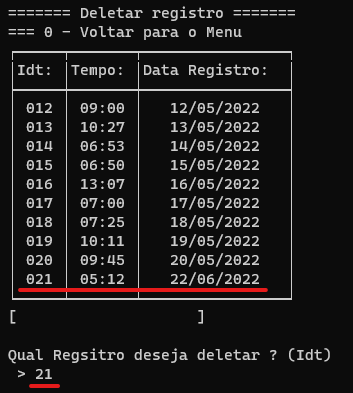 ======= Deletar registro =======
=== 0 - Voltar para o Menu
Idt: Tempo: Data Registro:
012 09:00 12/05/2022
013 10:27 13/05/2022
014 06:53 14/05/2022
015 06:50 15/05/2022
016 13:07 16/05/2022
017 07:00 17/05/2022
018 07:25 18/05/2022
019 10:11 19/05/2022
020 09:45 20/05/2022
021 05:12 22/06/2022
[ ]
Qual Regsitro deseja deletar ? (Idt)
> 21